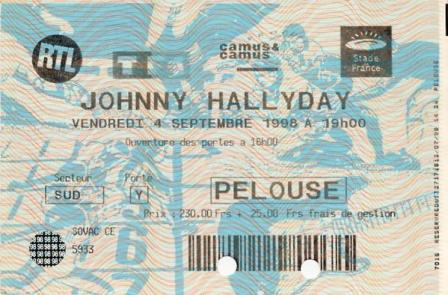 RTL
camus&
camus
Stade
France
JOHNNY HALLYDAY
VENDREDI 4 SEPTEMBRE 1998 A 19h00
Ouverture des portes a 16h00
Secteur Porte
SUD Y PELOUSE
Prix : 230.00 Frs + 25.00 Frs frais de gestion
SOVAC CE
5933